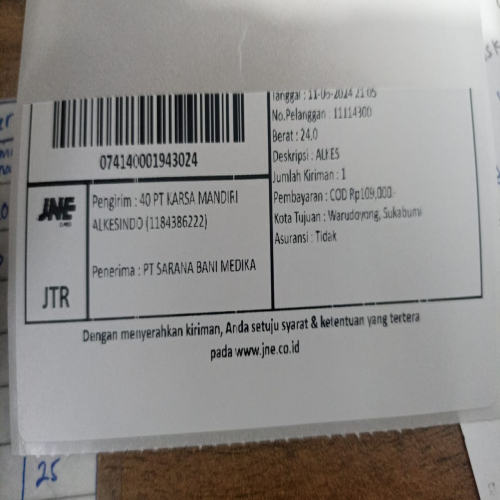 074140001943024
JNE
JTR
Pengirim : 40 PT KARSA MANDIRI
ALKESINDO (1184386222)
Penerima : PT SARANA BANI MEDIKA
Tanggal : 11-06-2024 21:05
No.Pelanggan : 11114300
Berat : 24,0
Deskripsi : ALKES
Jumlah Kiriman : 1
Pembayaran : COD Rp109,000.-
Kota Tujuan : Warudoyong, Sukabumi
Asuransi : Tidak
Dengan menyerahkan kiriman, Anda setuju syarat & ketentuan yang tertera
pada www.jne.co.id
25